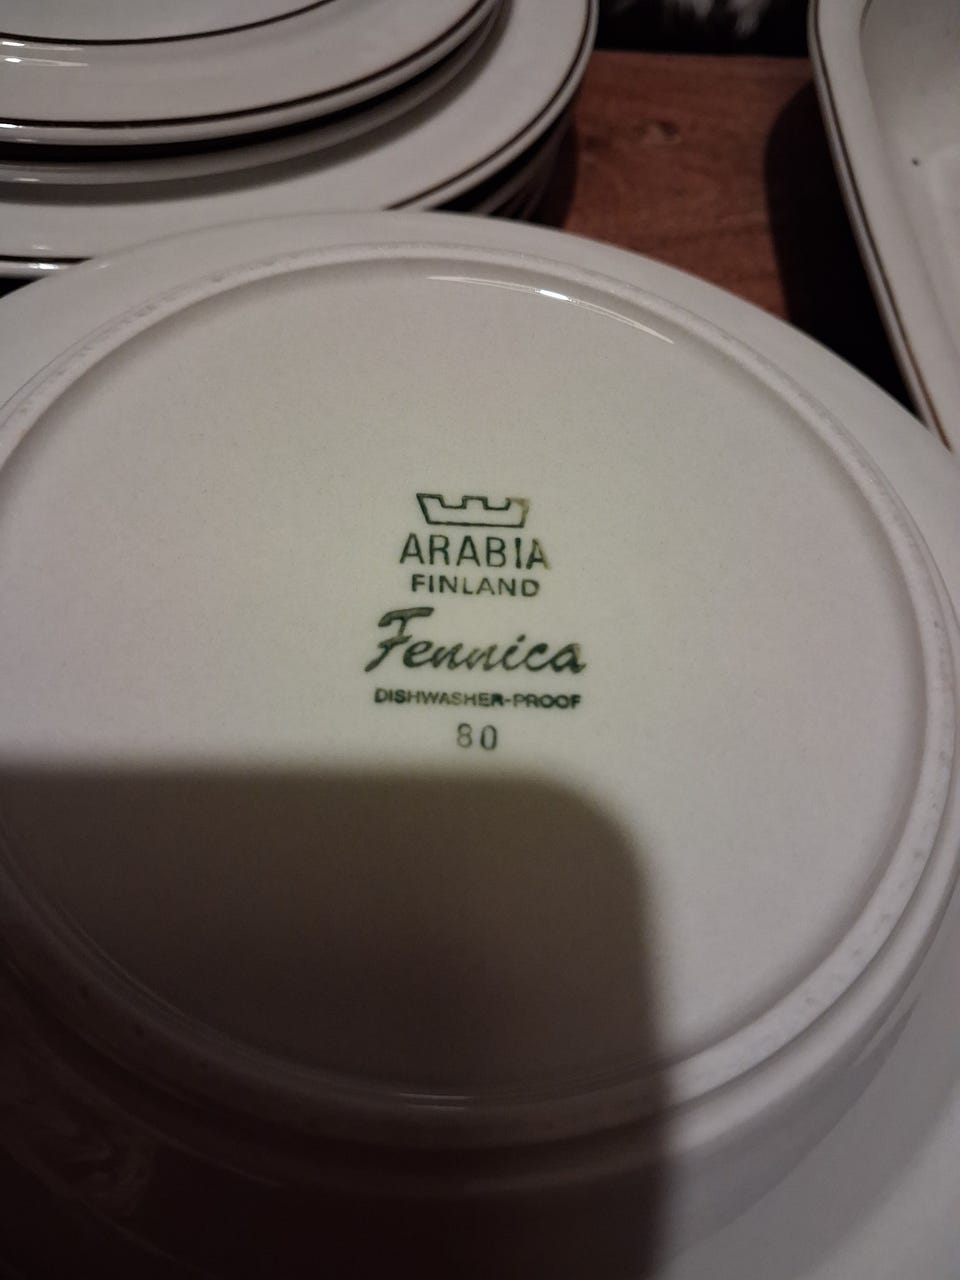 ARABIA
FINLAND
Fennica
DISHWASHER-PROOF
80